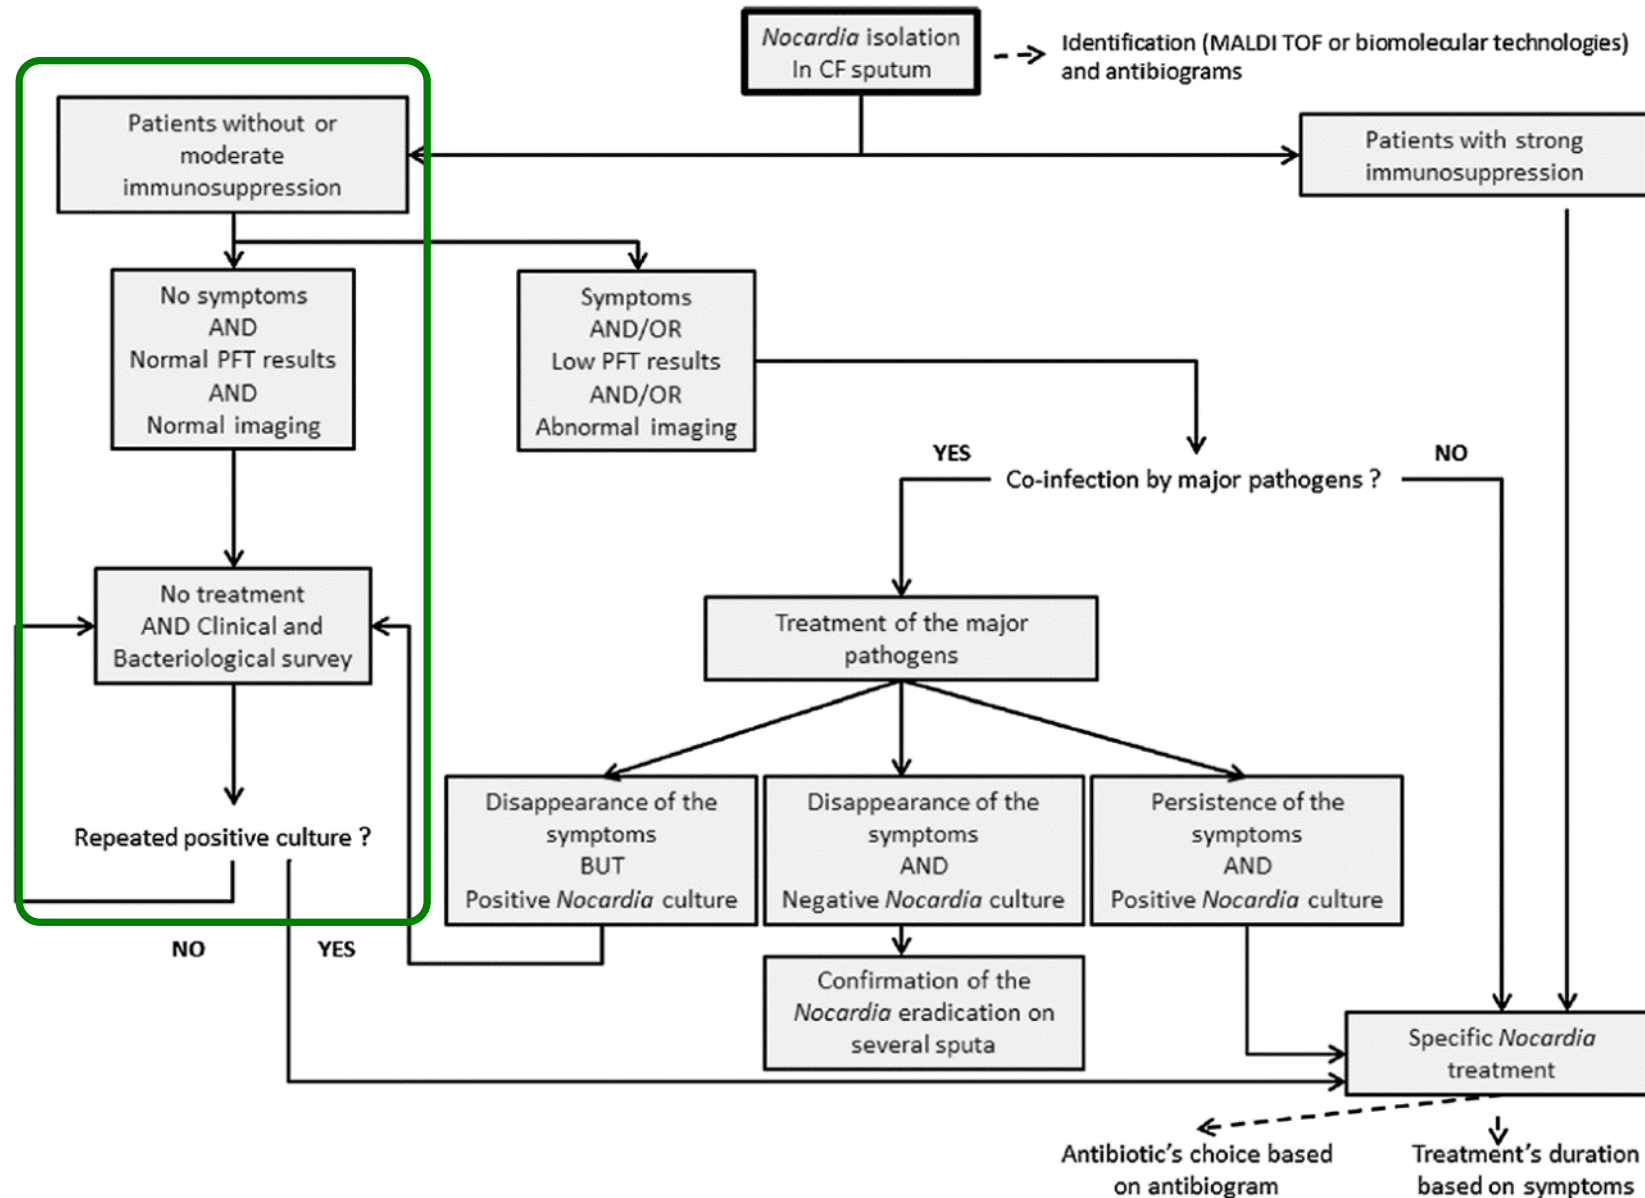 Nocardia isolation
In CF sputum
Identification (MALDI TOF or biomolecular technologies)
and antibiograms
Patients without or
moderate
immunosuppression
Patients with strong
immunosuppression
No symptoms
AND
Normal PFT results
AND
Normal imaging
Symptoms
AND/OR
Low PFT results
AND/OR
Abnormal imaging
YES
NO
Co-infection by major pathogens ?
No treatment
AND Clinical and
Bacteriological survey
Treatment of the major
pathogens
Repeated positive culture ?
Disappearance of the
symptoms
BUT
Positive Nocardia culture
Disappearance of the
symptoms
AND
Negative Nocardia culture
Persistence of the
symptoms
AND
Positive Nocardia culture
NO
YES
Confirmation of the
Nocardia eradication on
several sputa
Specific Nocardia
treatment
Antibiotic's choice based
on antibiogram
Treatment's duration
based on symptoms